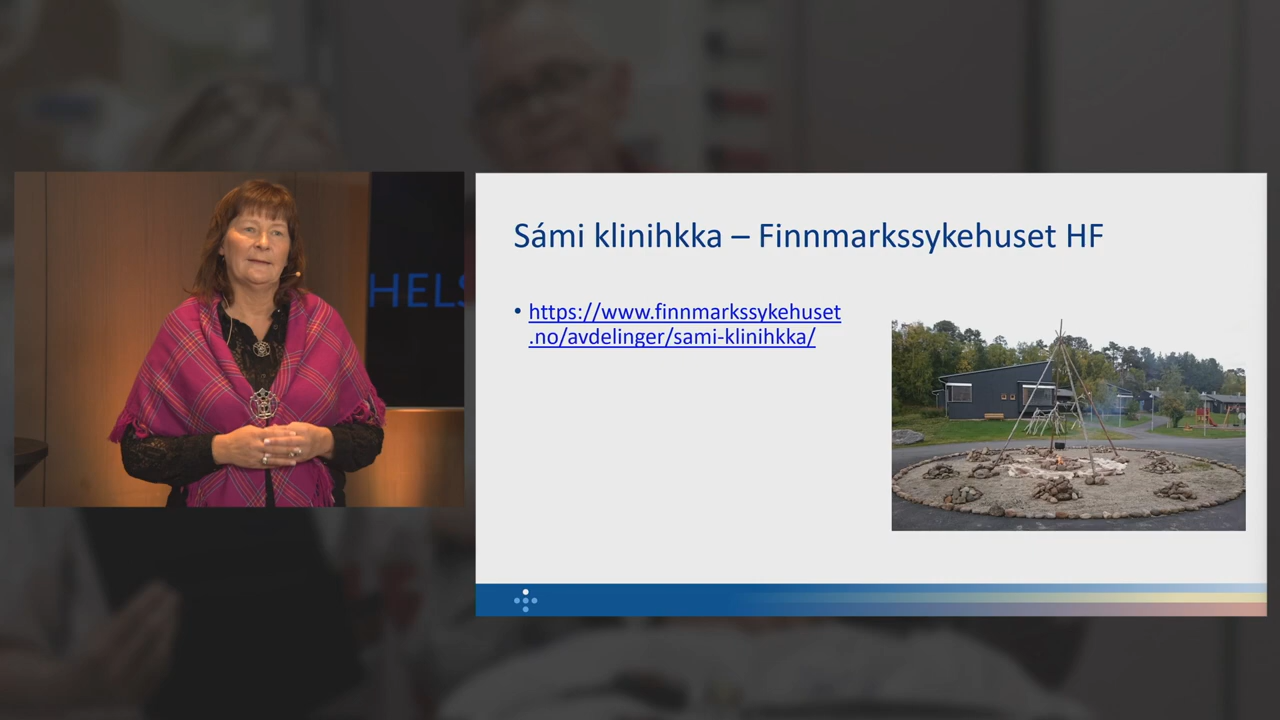 HELS
Sámi klinihkka – Finnmarkssykehuset HF
• https://www.finnmarkssykehuset
.no/avdelinger/sami-klinihkka/